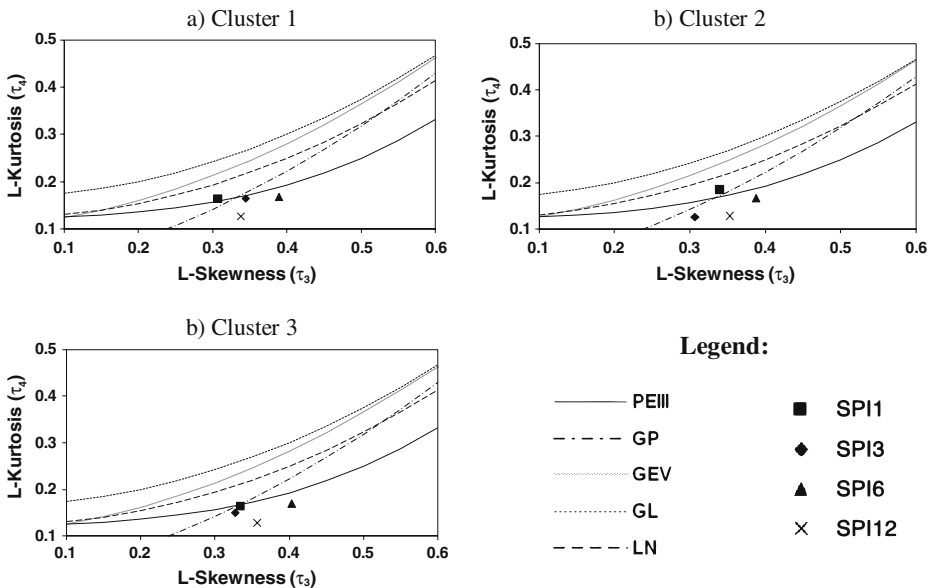 a) Cluster 1
b) Cluster 2
0.5
0.4
0.3
0.2
0.1
L-Kurtosis (τ₄)
0.1 0.2 0.3 0.4 0.5 0.6
L-Skewness (τ₃)
0.5
0.4
0.3
0.2
0.1
L-Kurtosis (τ₄)
0.1 0.2 0.3 0.4 0.5 0.6
L-Skewness (τ₃)
b) Cluster 3
0.5
0.4
0.3
0.2
0.1
L-Kurtosis (τ₄)
0.1 0.2 0.3 0.4 0.5 0.6
L-Skewness (τ₃)
Legend:
PEIII
GP
GEV
GL
LN
SPI1
SPI3
SPI6
SPI12